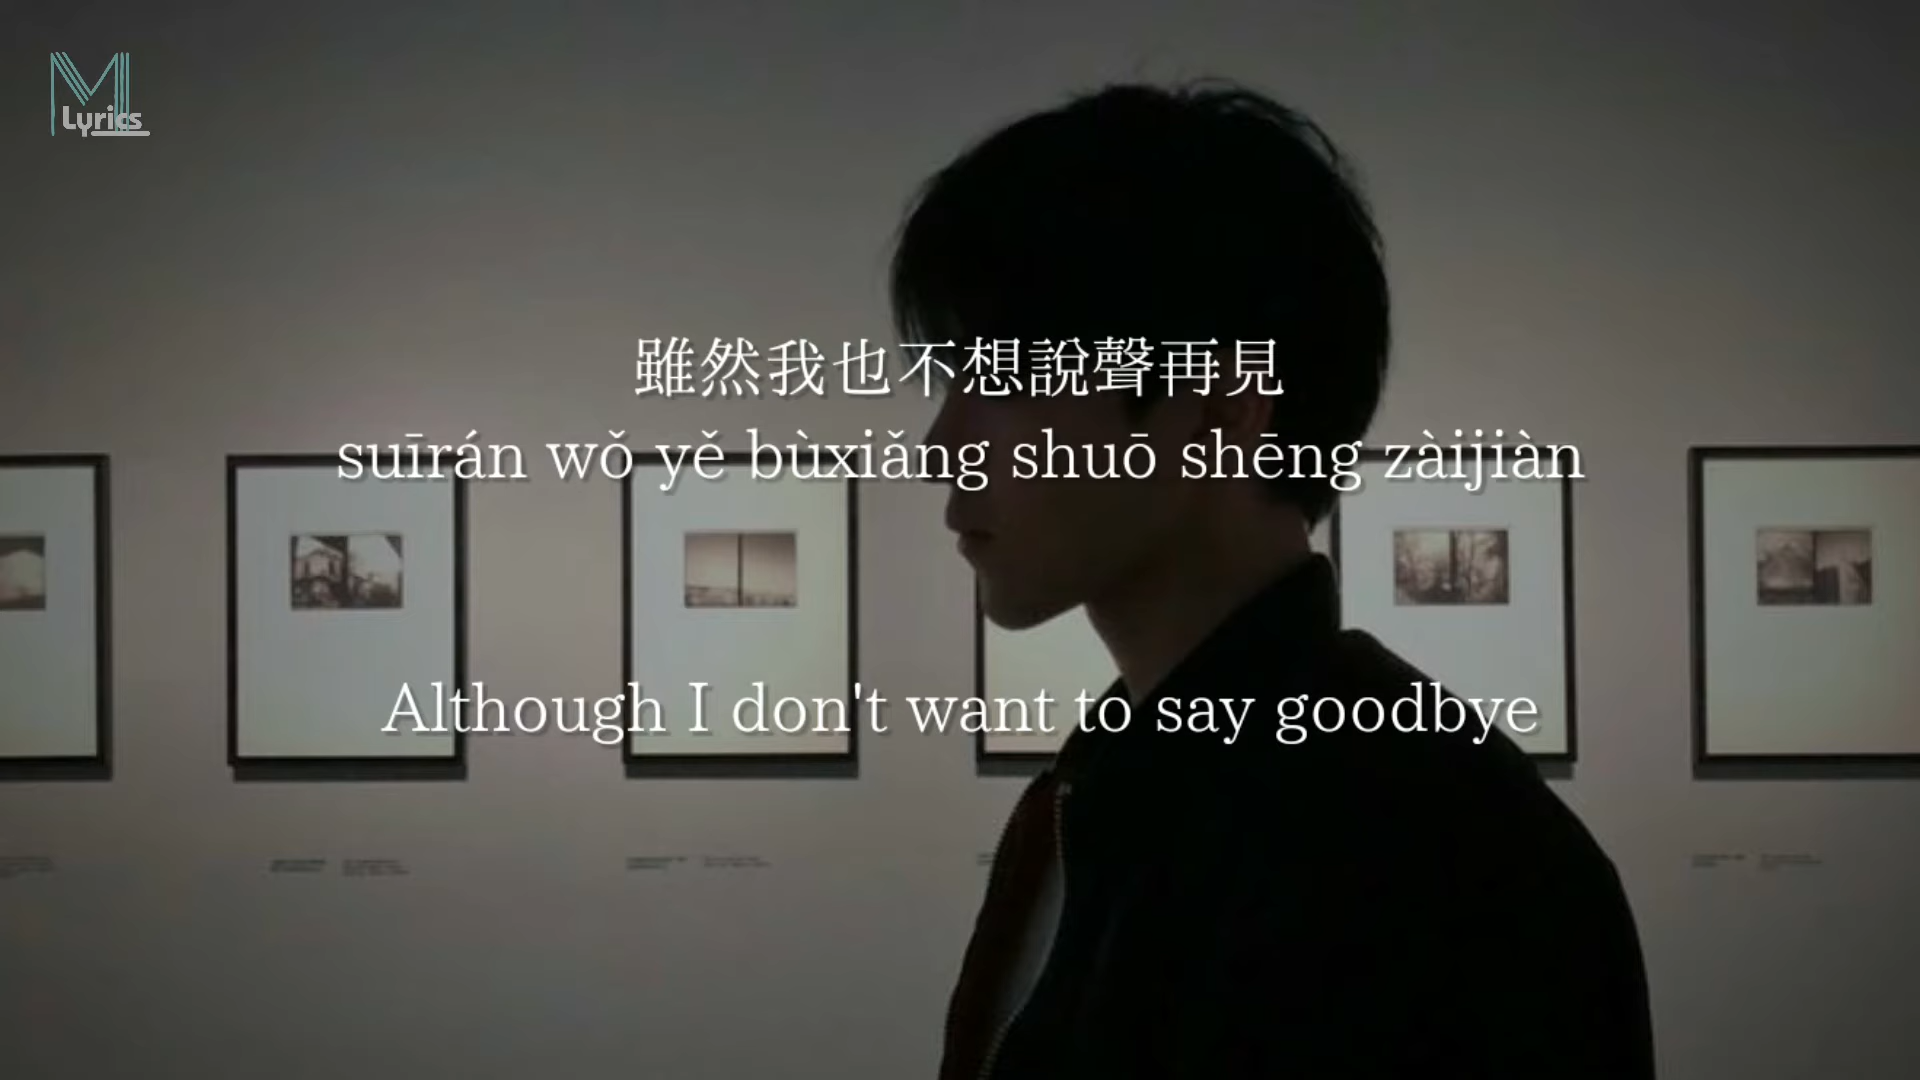 M
Lyrics
雖然我也不想說聲再見
suīrán wǒ yě bùxiǎng shuō shēng zàijiàn
Although I don't want to say goodbye